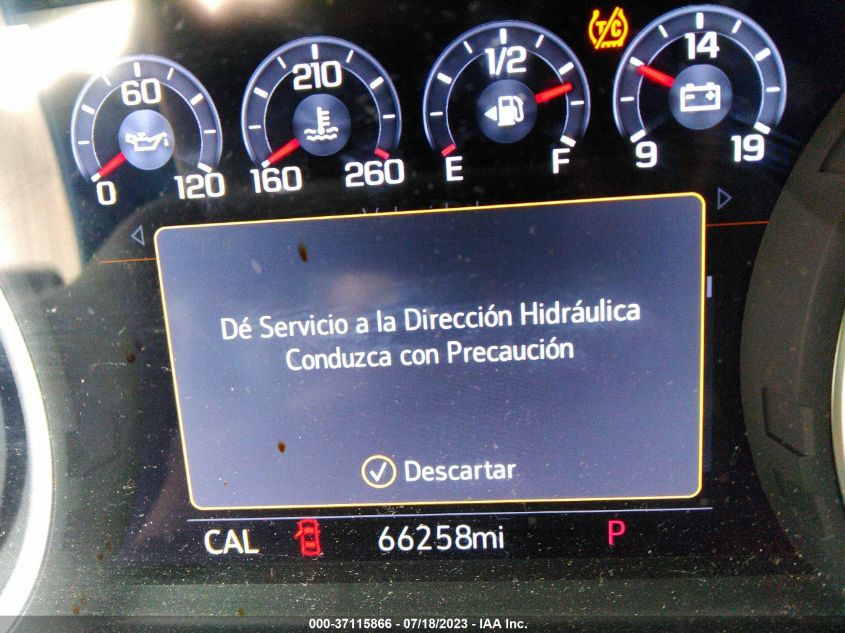 60
0
120
210
160
260
1/2
E
F
T/C
14
9
19
Dé Servicio a la Dirección Hidráulica
Conduzca con Precaución
Descartar
CAL
66258mi
P
000-37115866 - 07/18/2023 - IAA Inc.